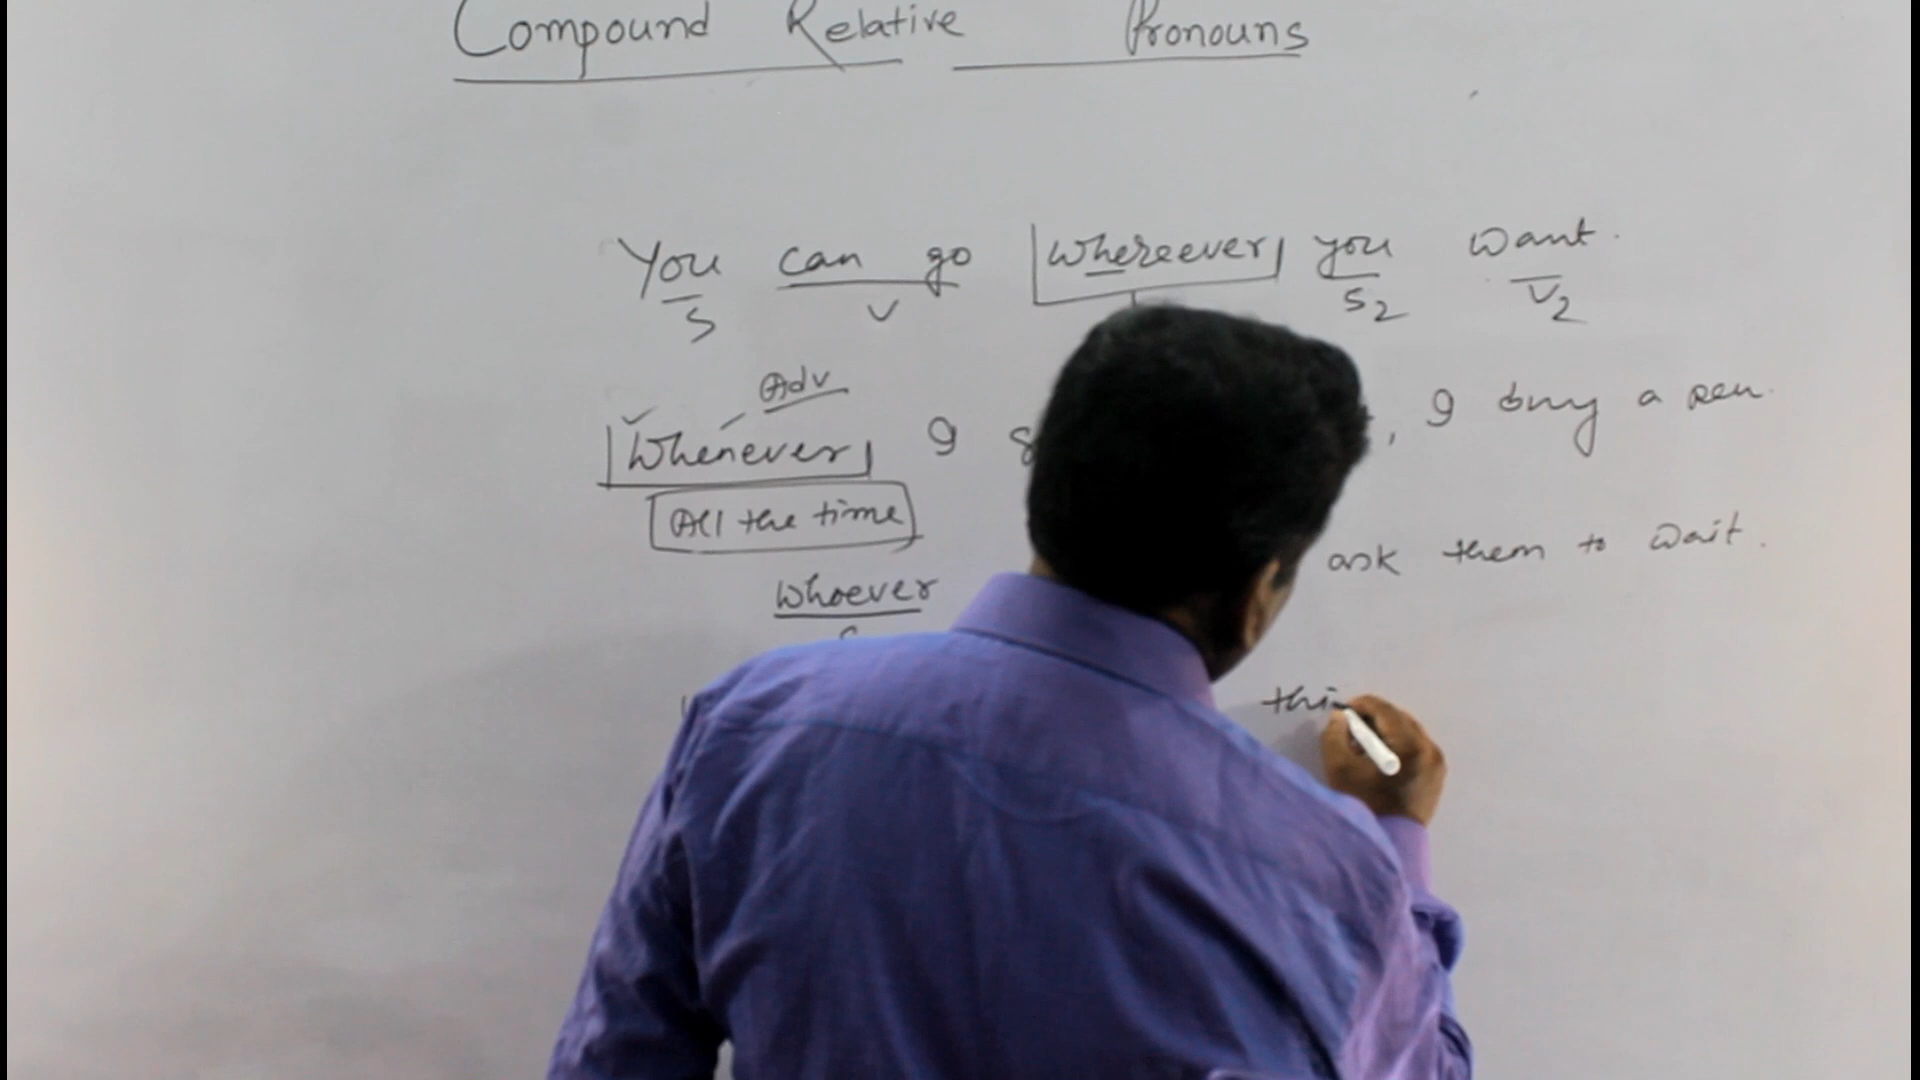 Compound Relative Pronouns
You can go whereever you want.
S V S2 V2
Adv
Whenever I , I buy a pen.
All the time
Whoever ask them to wait.
thi